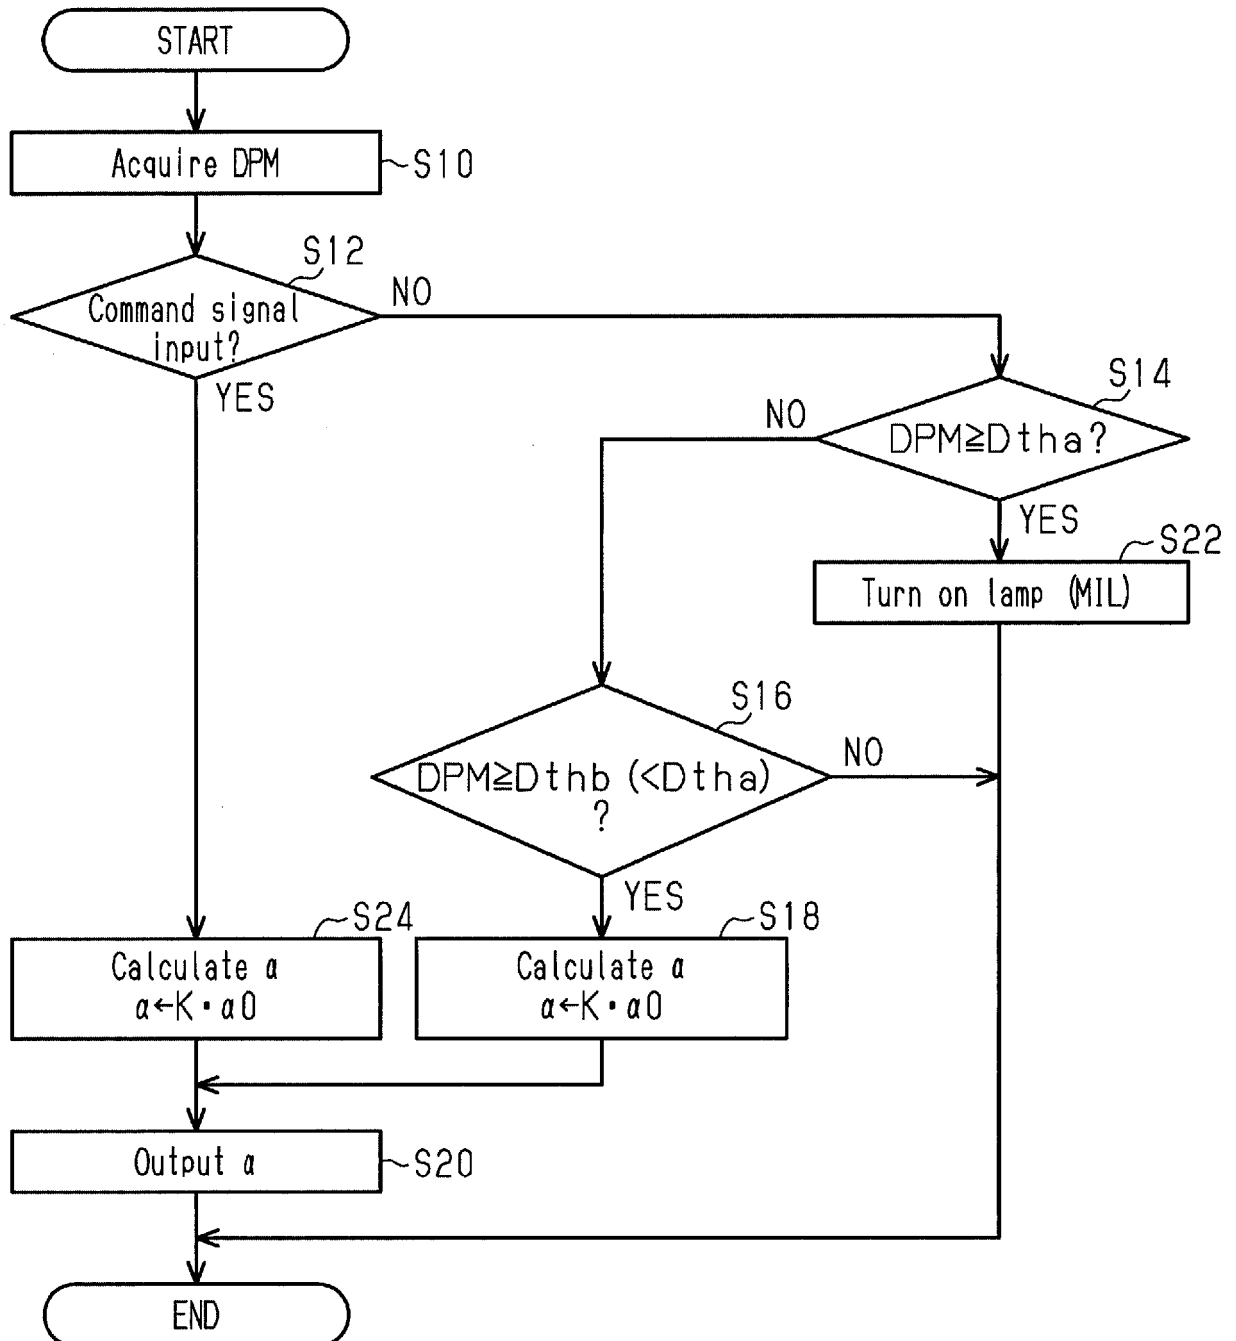 START
Acquire DPM
S10
S12
Command signal
input?
NO
YES
S14
DPM≧Dtha?
NO
YES
S22
Turn on lamp (MIL)
S16
DPM≧Dthb (<Dtha)
?
NO
YES
S24
Calculate α
α←K・α0
S18
Calculate α
α←K・α0
Output α
S20
END